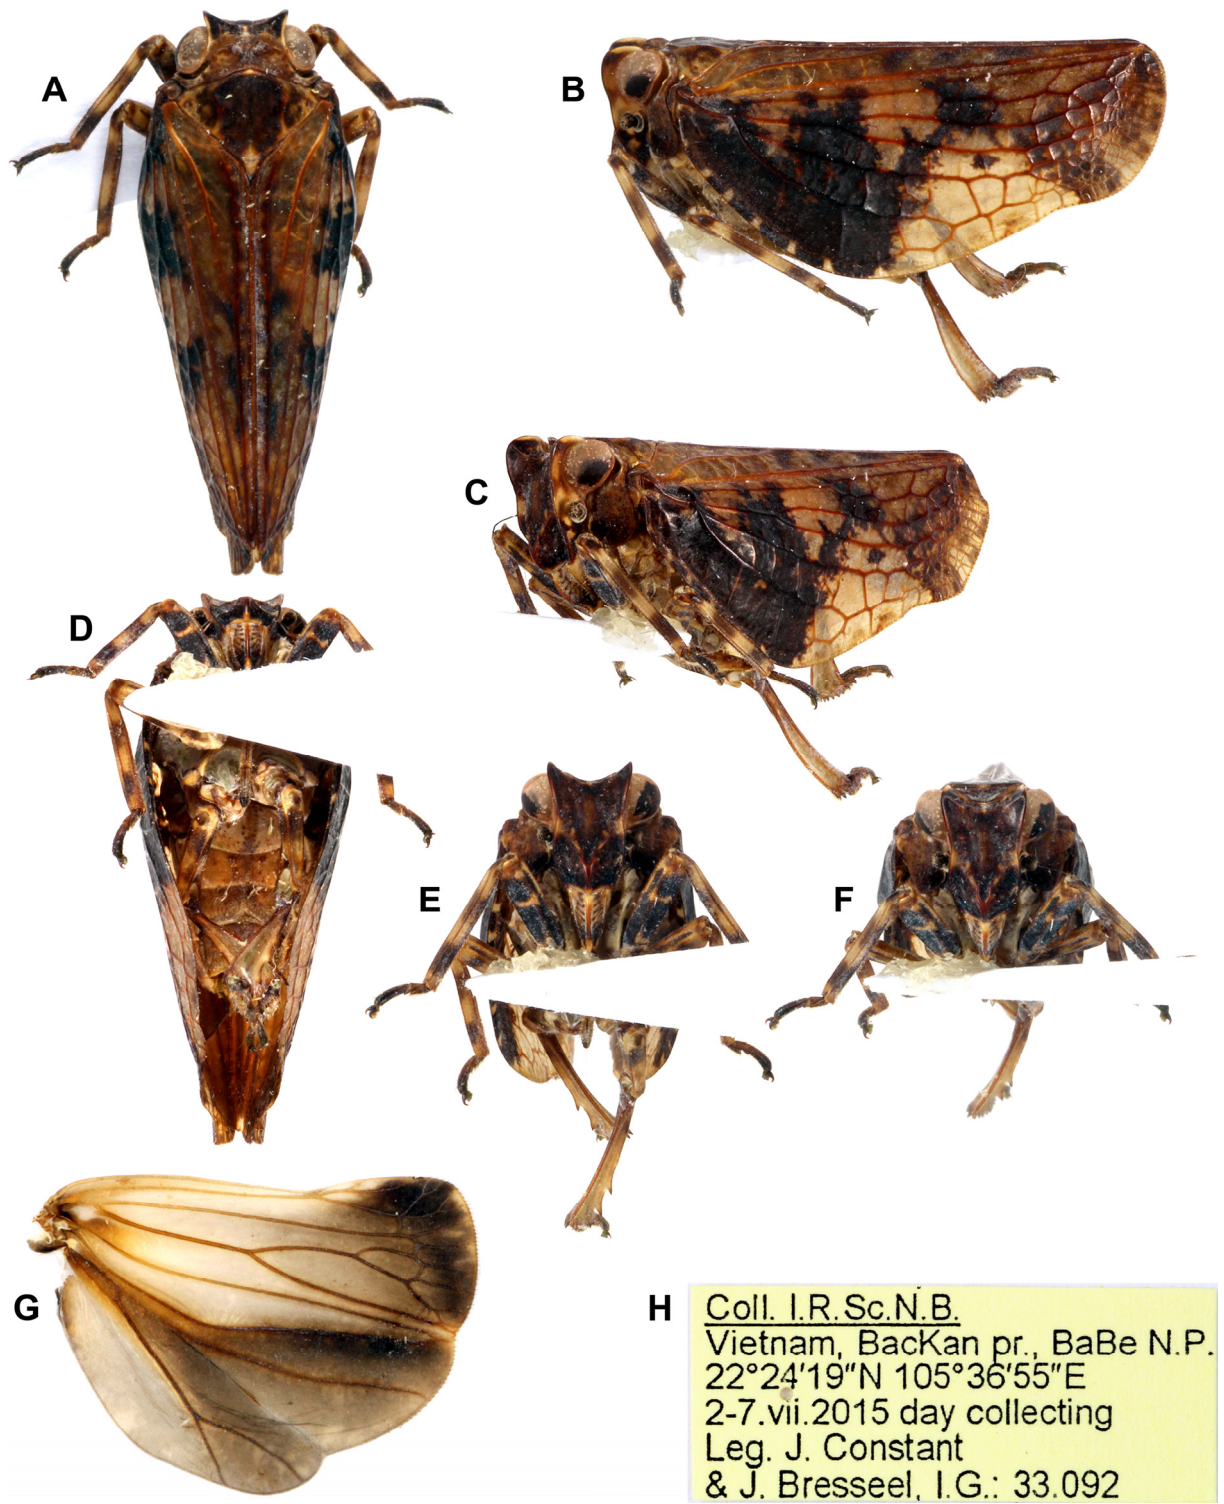 A
B
C
D
E
F
G
H
Coll. I.R.Sc.N.B.
Vietnam, BacKan pr., BaBe N.P.
22°24'19"N 105°36'55"E
2-7.vii.2015 day collecting
Leg. J. Constant
& J. Bresseel, I.G.: 33.092